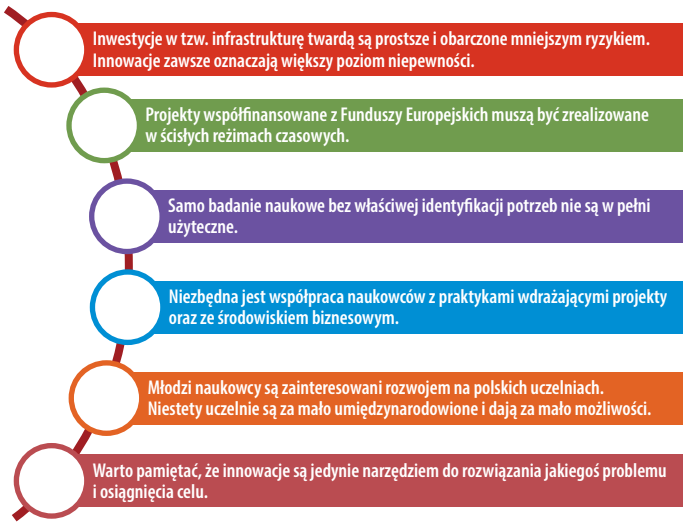 Inwestycje w tzw. infrastrukturę twardą są prostsze i obarczone mniejszym ryzykiem.
Innowacje zawsze oznaczają większy poziom niepewności.
Projekty współfinansowane z Funduszy Europejskich muszą być zrealizowane
w ścisłych reżimach czasowych.
Samo badanie naukowe bez właściwej identyfikacji potrzeb nie są w pełni
użyteczne.
Niezbędna jest współpraca naukowców z praktykami wdrażającymi projekty
oraz ze środowiskiem biznesowym.
Młodzi naukowcy są zainteresowani rozwojem na polskich uczelniach.
Niestety uczelnie są za mało umiędzynarodowione i dają za mało możliwości.
Warto pamiętać, że innowacje są jedynie narzędziem do rozwiązania jakiegoś problemu
i osiągnięcia celu.